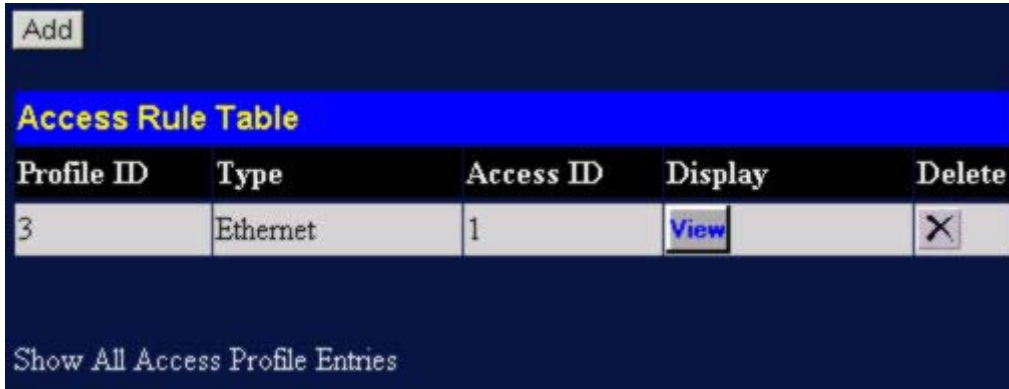 Add
Access Rule Table
Profile ID Type Access ID Display Delete
3 Ethernet 1 View X
Show All Access Profile Entries